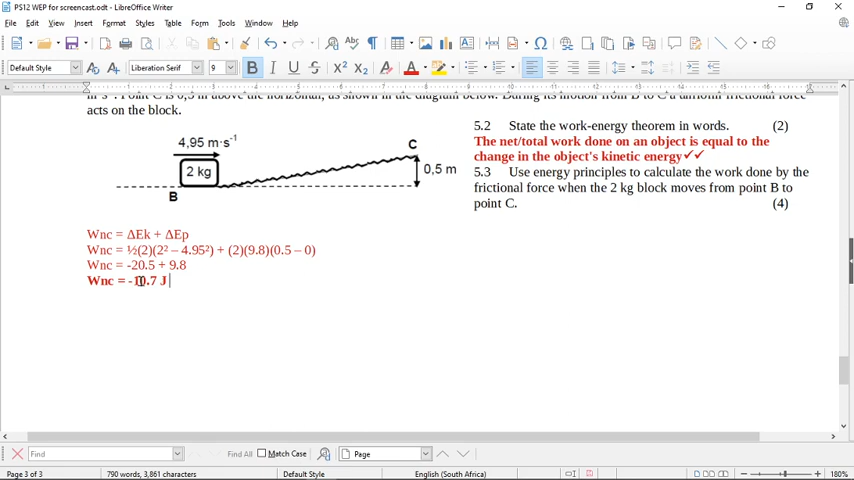 PS12 WEP for screencast.odt - LibreOffice Writer
File Edit View Insert Format Styles Table Form Tools Window Help
Default Style Liberation Serif 9
acts on the block.
4,95 m·s-1
2 kg
B
C
0,5 m
5.2 State the work-energy theorem in words. (2)
The net/total work done on an object is equal to the
change in the object's kinetic energy✓✓
5.3 Use energy principles to calculate the work done by the
frictional force when the 2 kg block moves from point B to
point C. (4)
Wnc = ΔEk + ΔEp
Wnc = ½(2)(2² – 4.95²) + (2)(9.8)(0.5 – 0)
Wnc = -20.5 + 9.8
Wnc = -10.7 J
Find Find All Match Case Page
Page 3 of 3 790 words, 3,861 characters Default Style English (South Africa) 180%